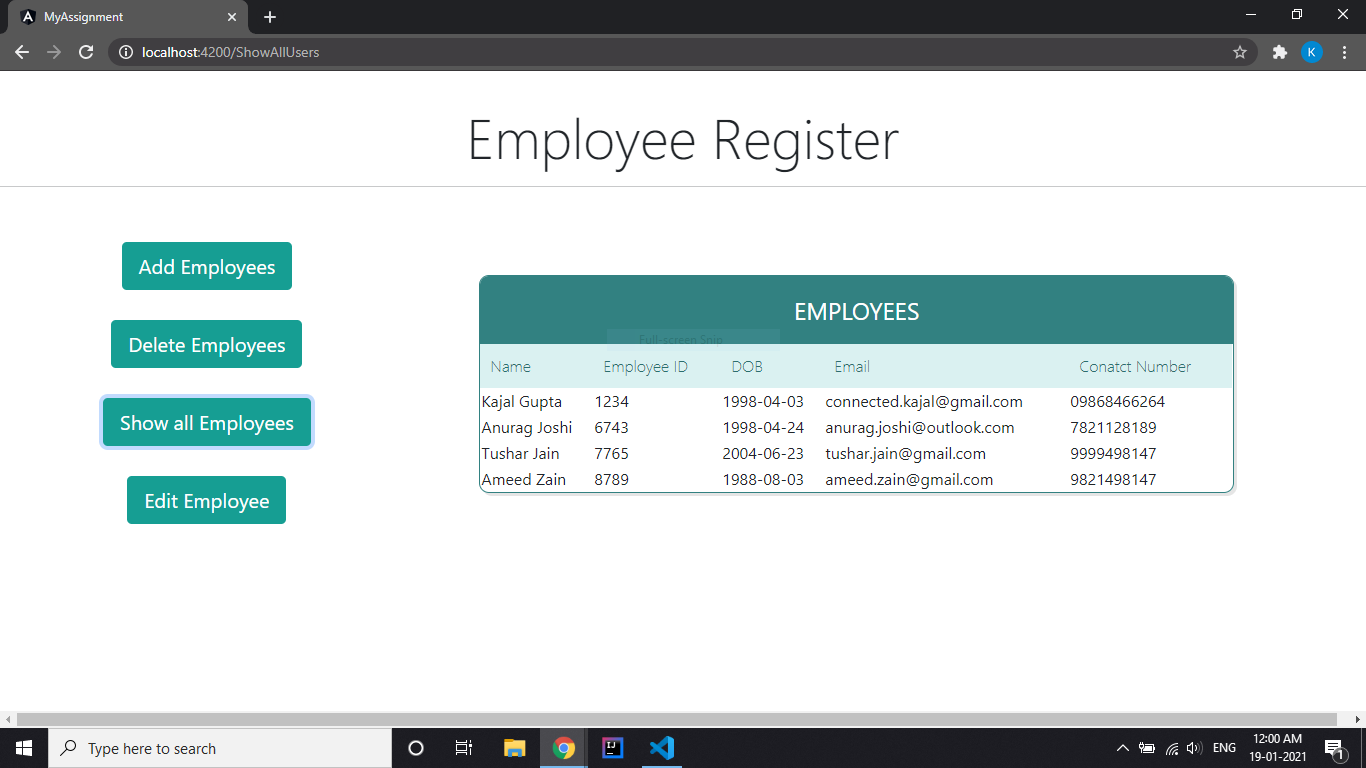 MyAssignment
localhost:4200/ShowAllUsers
K
Employee Register
Add Employees
Delete Employees
Show all Employees
Edit Employee
EMPLOYEES
Full-screen Snip
Name Employee ID DOB Email Conatct Number
Kajal Gupta 1234 1998-04-03 connected.kajal@gmail.com 09868466264
Anurag Joshi 6743 1998-04-24 anurag.joshi@outlook.com 7821128189
Tushar Jain 7765 2004-06-23 tushar.jain@gmail.com 9999498147
Ameed Zain 8789 1988-08-03 ameed.zain@gmail.com 9821498147
Type here to search
IJ
ENG
12:00 AM
19-01-2021
1